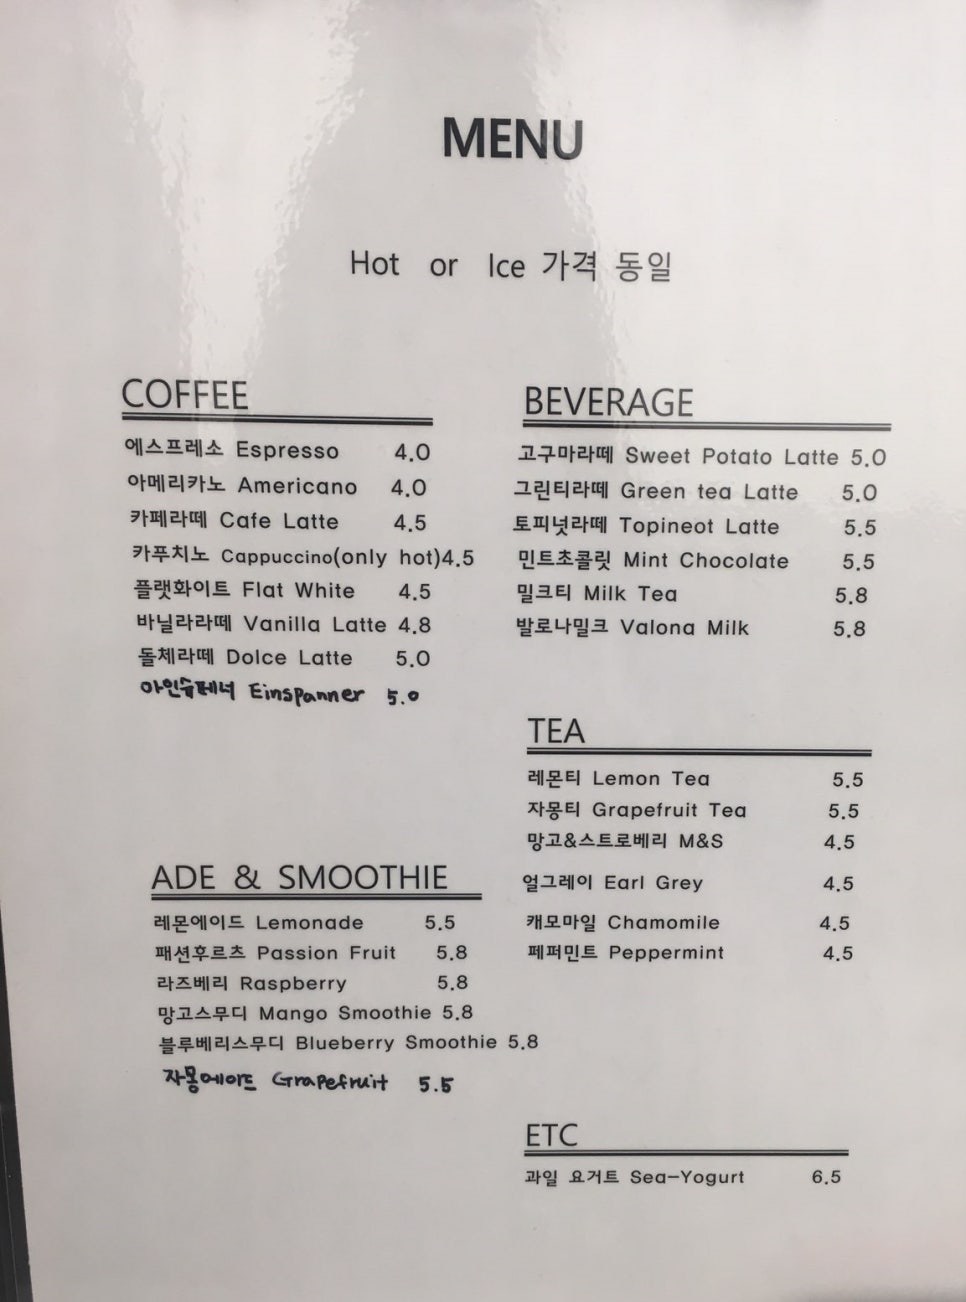 MENU
Hot or Ice 가격 동일
COFFEE
에스프레소 Espresso 4.0
아메리카노 Americano 4.0
카페라떼 Cafe Latte 4.5
카푸치노 Cappuccino(only hot)4.5
플랫화이트 Flat White 4.5
바닐라라떼 Vanilla Latte 4.8
돌체라떼 Dolce Latte 5.0
아인슈페너 Einspanner 5.0
ADE & SMOOTHIE
레몬에이드 Lemonade 5.5
패션후르츠 Passion Fruit 5.8
라즈베리 Raspberry 5.8
망고스무디 Mango Smoothie 5.8
블루베리스무디 Blueberry Smoothie 5.8
자몽에이드 Grapefruit 5.5
BEVERAGE
고구마라떼 Sweet Potato Latte 5.0
그린티라떼 Green tea Latte 5.0
토피넛라떼 Topineot Latte 5.5
민트초콜릿 Mint Chocolate 5.5
밀크티 Milk Tea 5.8
발로나밀크 Valona Milk 5.8
TEA
레몬티 Lemon Tea 5.5
자몽티 Grapefruit Tea 5.5
망고&스트로베리 M&S 4.5
얼그레이 Earl Grey 4.5
캐모마일 Chamomile 4.5
페퍼민트 Peppermint 4.5
ETC
과일 요거트 Sea-Yogurt 6.5